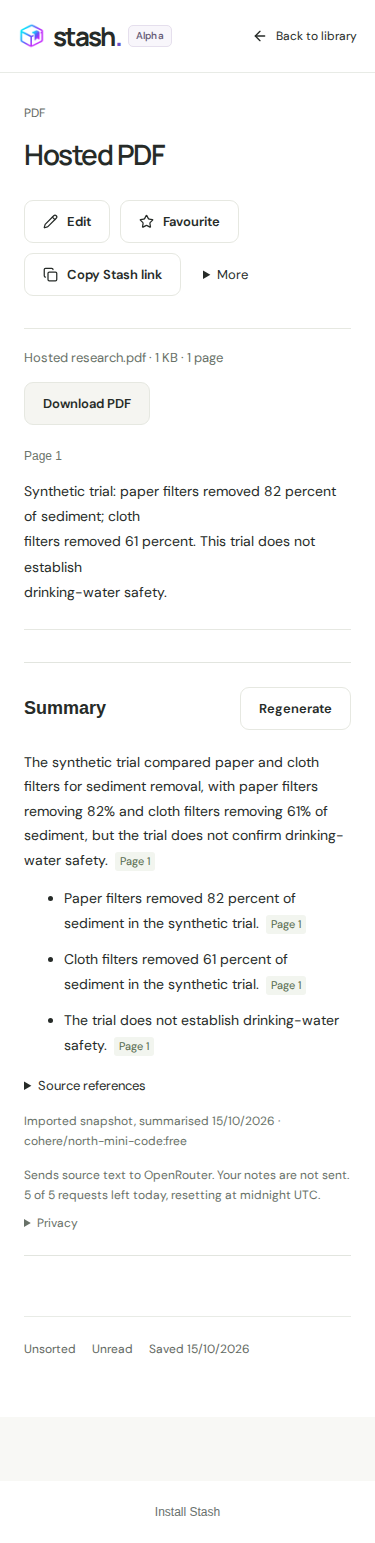 stash. Alpha Back to library
PDF
Hosted PDF
Edit Favourite
Copy Stash link More
Hosted research.pdf · 1 KB · 1 page
Download PDF
Page 1
Synthetic trial: paper filters removed 82 percent
of sediment; cloth
filters removed 61 percent. This trial does not
establish
drinking-water safety.
Summary Regenerate
The synthetic trial compared paper and cloth
filters for sediment removal, with paper filters
removing 82% and cloth filters removing 61% of
sediment, but the trial does not confirm drinking-
water safety. Page 1
Paper filters removed 82 percent of
sediment in the synthetic trial. Page 1
Cloth filters removed 61 percent of
sediment in the synthetic trial. Page 1
The trial does not establish drinking-water
safety. Page 1
Source references
Imported snapshot, summarised 15/10/2026 ·
cohere/north-mini-code:free
Sends source text to OpenRouter. Your notes are not sent.
5 of 5 requests left today, resetting at midnight UTC.
Privacy
Unsorted Unread Saved 15/10/2026
Install Stash